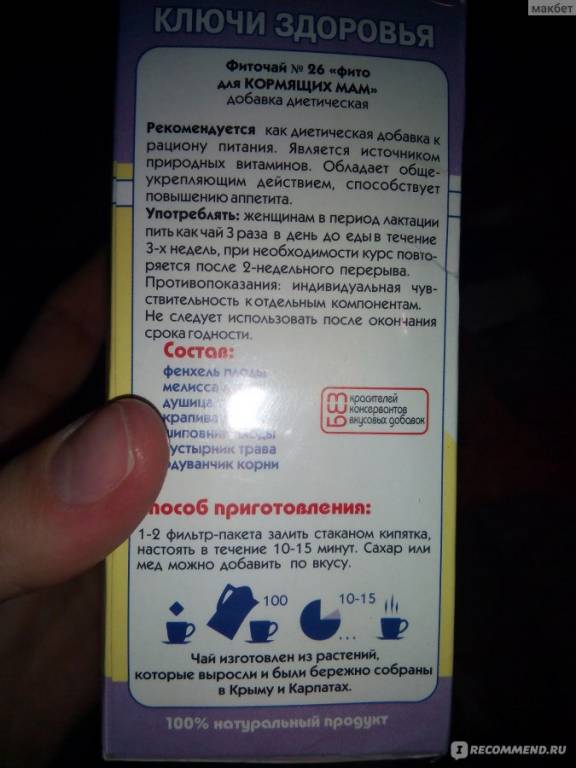 макбет
КЛЮЧИ ЗДОРОВЬЯ
Фиточай № 26 «фито
для КОРМЯЩИХ МАМ»
добавка диетическая
Рекомендуется как диетическая добавка к
рациону питания. Является источником
природных витаминов. Обладает обще-
укрепляющим действием, способствует
повышению аппетита.
Употреблять: женщинам в период лактации
пить как чай 3 раза в день до еды в течение
3-х недель, при необходимости курс повто-
ряется после 2-недельного перерыва.
Противопоказания: индивидуальная чув-
ствительность к отдельным компонентам.
Не следует использовать после окончания
срока годности.
Состав:
фенхель плоды
мелисса
душица
крапива
шиповник плоды
пустырник трава
одуванчик корни
БЕЗ красителей
консервантов
вкусовых добавок
способ приготовления:
1-2 фильтр-пакета залить стаканом кипятка,
настоять в течение 10-15 минут. Сахар или
мед можно добавить по вкусу.
100 10-15
Чай изготовлен из растений,
которые выросли и были бережно собраны
в Крыму и Карпатах.
100% натуральный продукт
IRECOMMEND.RU